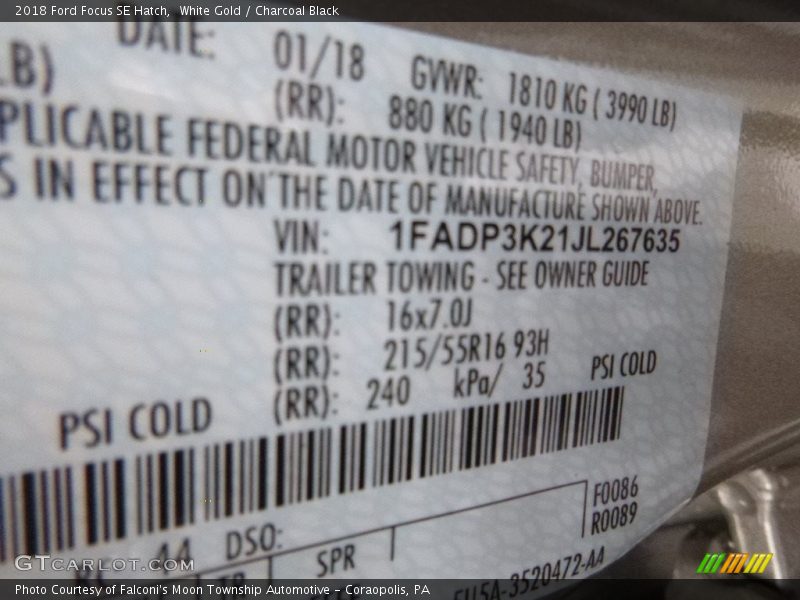 2018 Ford Focus SE Hatch, White Gold / Charcoal Black
DATE: 01/18 GVWR: 1810 KG ( 3990 LB)
LB) (RR): 880 KG ( 1940 LB)
PLICABLE FEDERAL MOTOR VEHICLE SAFETY, BUMPER,
S IN EFFECT ON THE DATE OF MANUFACTURE SHOWN ABOVE.
VIN: 1FADP3K21JL267635
TRAILER TOWING - SEE OWNER GUIDE
(RR): 16x7.0J
(RR): 215/55R16 93H
PSI COLD (RR): 240 kPa/ 35 PSI COLD
F0086
R0089
44 DSO:
SPR
3520472-AA
GTCARLOT.COM
Photo Courtesy of Falconi's Moon Township Automotive - Coraopolis, PA